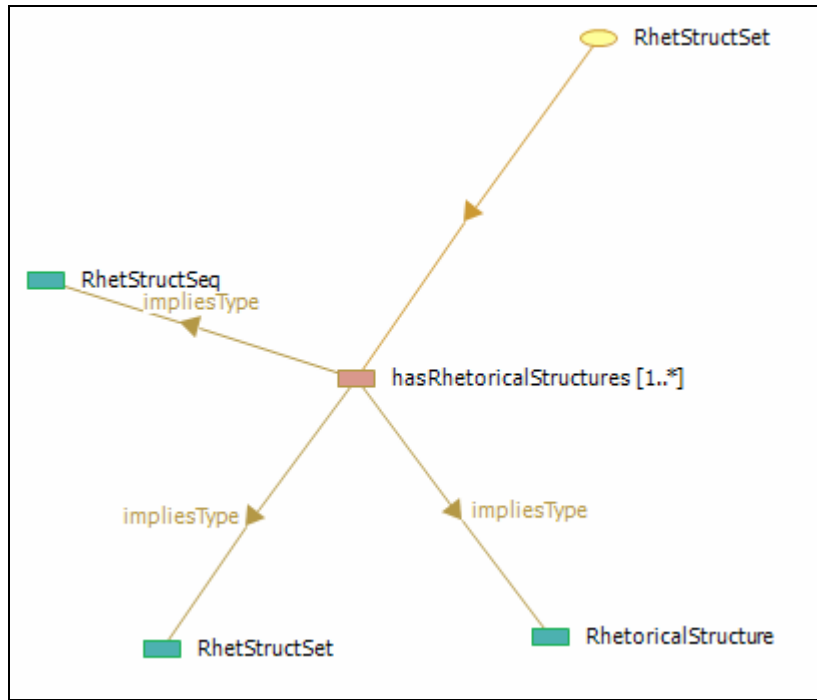 RhetStructSet
RhetStructSeq
impliesType
hasRhetoricalStructures [1..*]
impliesType
impliesType
RhetStructSet
RhetoricalStructure